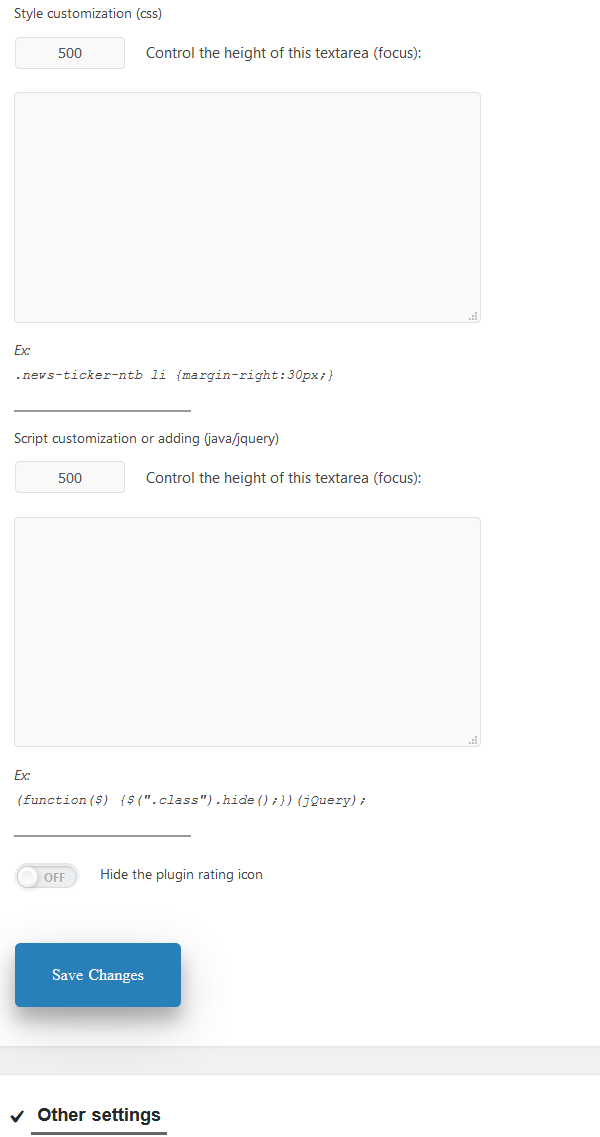 Style customization (css)
500 Control the height of this textarea (focus):
Ex:
.news-ticker-ntb li {margin-right:30px;}
Script customization or adding (java/jquery)
500 Control the height of this textarea (focus):
Ex:
(function($) {$(".class").hide();})(jQuery);
OFF Hide the plugin rating icon
Save Changes
Other settings